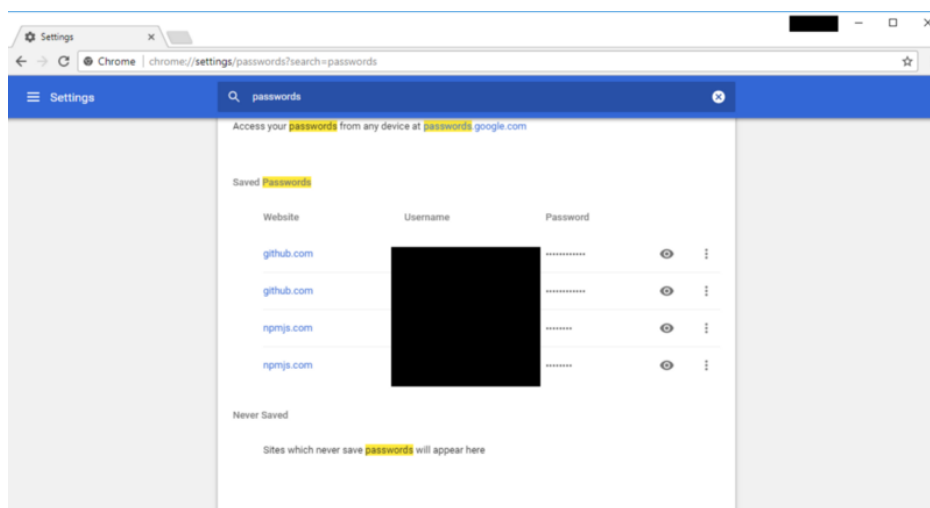 Settings
Chrome | chrome://settings/passwords?search=passwords
Settings
passwords
Access your passwords from any device at passwords.google.com
Saved Passwords
Website Username Password
github.com ••••••••••••
github.com ••••••••••••
npmjs.com ••••••••
npmjs.com ••••••••
Never Saved
Sites which never save passwords will appear here